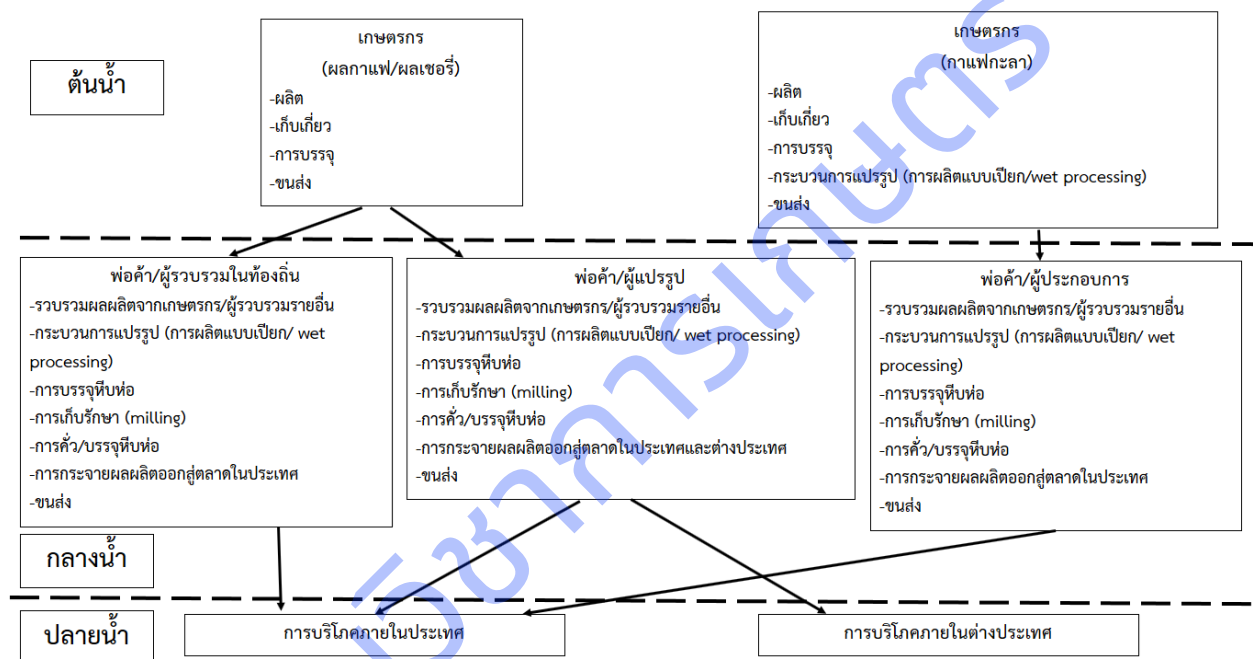 เกษตรกร
(ผลกาแฟ/ผลเชอรี่)
-ผลิต
-เก็บเกี่ยว
-การบรรจุ
-ขนส่ง
เกษตรกร
(กาแฟกะลา)
-ผลิต
-เก็บเกี่ยว
-การบรรจุ
-กระบวนการแปรรูป (การผลิตแบบเปียก/wet processing)
-ขนส่ง
ต้นน้ำ
พ่อค้า/ผู้รวบรวมในท้องถิ่น
-รวบรวมผลผลิตจากเกษตรกร/ผู้รวบรวมรายอื่น
-กระบวนการแปรรูป (การผลิตแบบเปียก/ wet
processing)
-การบรรจุหีบห่อ
-การเก็บรักษา (milling)
-การคั่ว/บรรจุหีบห่อ
-การกระจายผลผลิตออกสู่ตลาดในประเทศ
-ขนส่ง
พ่อค้า/ผู้แปรรูป
-รวบรวมผลผลิตจากเกษตรกร/ผู้รวบรวมรายอื่น
-กระบวนการแปรรูป (การผลิตแบบเปียก/ wet processing)
-การบรรจุหีบห่อ
-การเก็บรักษา (milling)
-การคั่ว/บรรจุหีบห่อ
-การกระจายผลผลิตออกสู่ตลาดในประเทศและต่างประเทศ
-ขนส่ง
พ่อค้า/ผู้ประกอบการ
-รวบรวมผลผลิตจากเกษตรกร/ผู้รวบรวมรายอื่น
-กระบวนการแปรรูป (การผลิตแบบเปียก/ wet
processing)
-การบรรจุหีบห่อ
-การเก็บรักษา (milling)
-การคั่ว/บรรจุหีบห่อ
-การกระจายผลผลิตออกสู่ตลาดในประเทศ
-ขนส่ง
กลางน้ำ
ปลายน้ำ
การบริโภคภายในประเทศ
การบริโภคภายในต่างประเทศ
วิชาการเกษตร